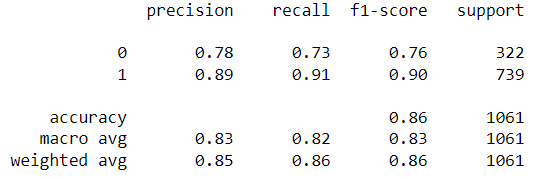 precision recall f1-score support
0 0.78 0.73 0.76 322
1 0.89 0.91 0.90 739
accuracy 0.86 1061
macro avg 0.83 0.82 0.83 1061
weighted avg 0.85 0.86 0.86 1061